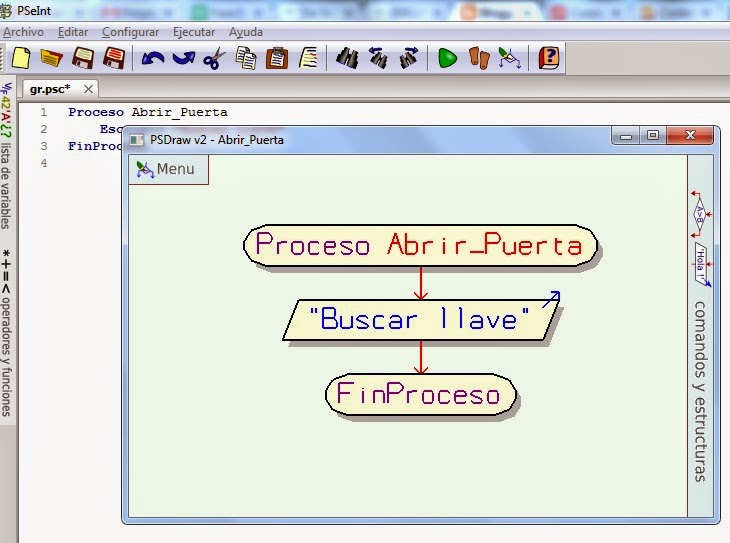 PSeInt
Archivo Editar Configurar Ejecutar Ayuda
gr.psc*
1 Proceso Abrir_Puerta
2 Esc
3 FinProc
4
lista de variables
operadores y funciones
PSDraw v2 - Abrir_Puerta
Menu
Proceso Abrir_Puerta
"Buscar llave"
FinProceso
A>B
"Hola !"
comandos y estructuras